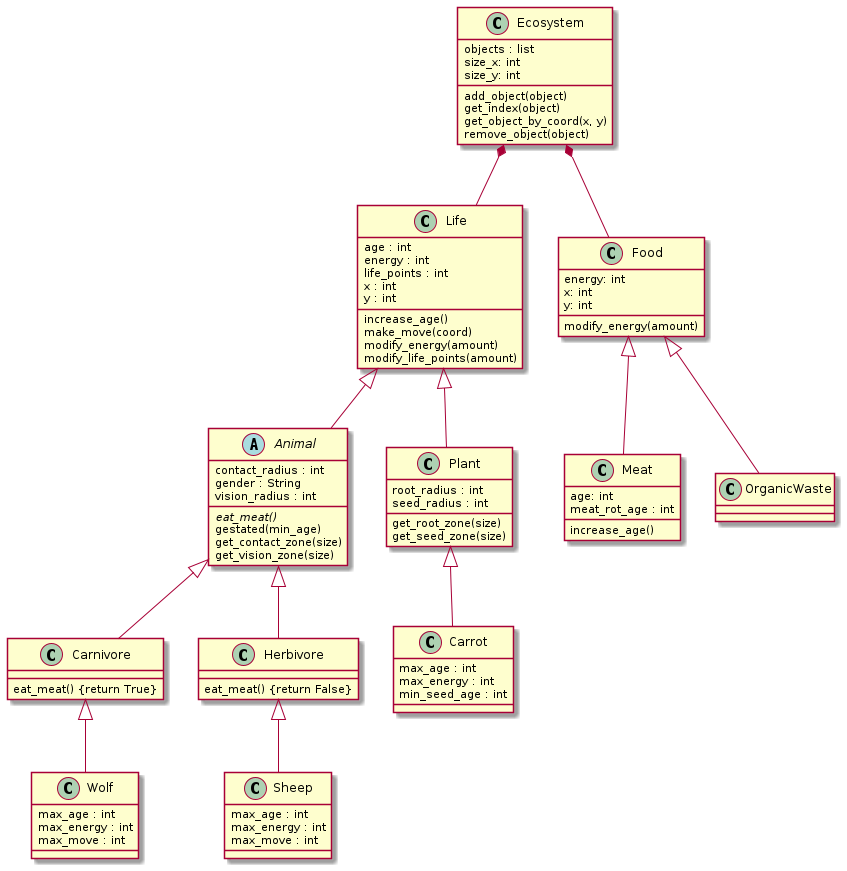 C Ecosystem
objects : list
size_x: int
size_y: int
add_object(object)
get_index(object)
get_object_by_coord(x, y)
remove_object(object)
C Life
age : int
energy : int
life_points : int
x : int
y : int
increase_age()
make_move(coord)
modify_energy(amount)
modify_life_points(amount)
C Food
energy: int
x: int
y: int
modify_energy(amount)
A Animal
contact_radius : int
gender : String
vision_radius : int
eat_meat()
gestated(min_age)
get_contact_zone(size)
get_vision_zone(size)
C Plant
root_radius : int
seed_radius : int
get_root_zone(size)
get_seed_zone(size)
C Meat
age: int
meat_rot_age : int
increase_age()
C OrganicWaste
C Carnivore
eat_meat() {return True}
C Herbivore
eat_meat() {return False}
C Carrot
max_age : int
max_energy : int
min_seed_age : int
C Wolf
max_age : int
max_energy : int
max_move : int
C Sheep
max_age : int
max_energy : int
max_move : int